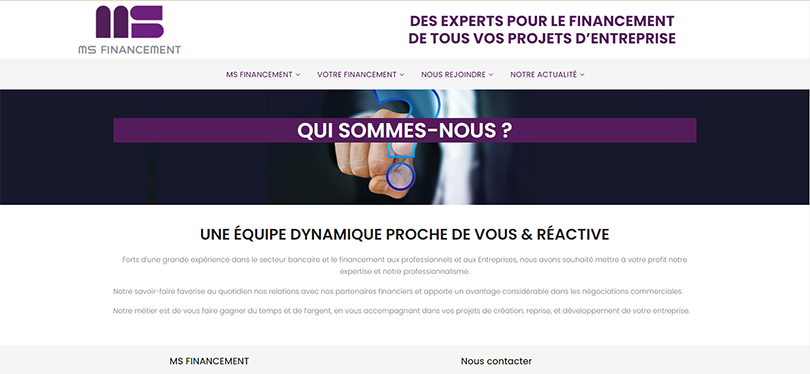 MS
MS FINANCEMENT
DES EXPERTS POUR LE FINANCEMENT
DE TOUS VOS PROJETS D'ENTREPRISE
MS FINANCEMENT VOTRE FINANCEMENT NOUS REJOINDRE NOTRE ACTUALITÉ
QUI SOMMES-NOUS ?
UNE ÉQUIPE DYNAMIQUE PROCHE DE VOUS & RÉACTIVE
Forts d'une grande expérience dans le secteur bancaire et le financement aux professionnels et aux Entreprises, nous avons souhaité mettre à votre profit notre
expertise et notre professionnalisme.
Notre savoir-faire favorise au quotidien nos relations avec nos partenaires financiers et apporte un avantage considérable dans les négociations commerciales.
Notre métier est de vous faire gagner du temps et de l'argent, en vous accompagnant dans vos projets de création, reprise, et développement de votre entreprise.
MS FINANCEMENT Nous contacter